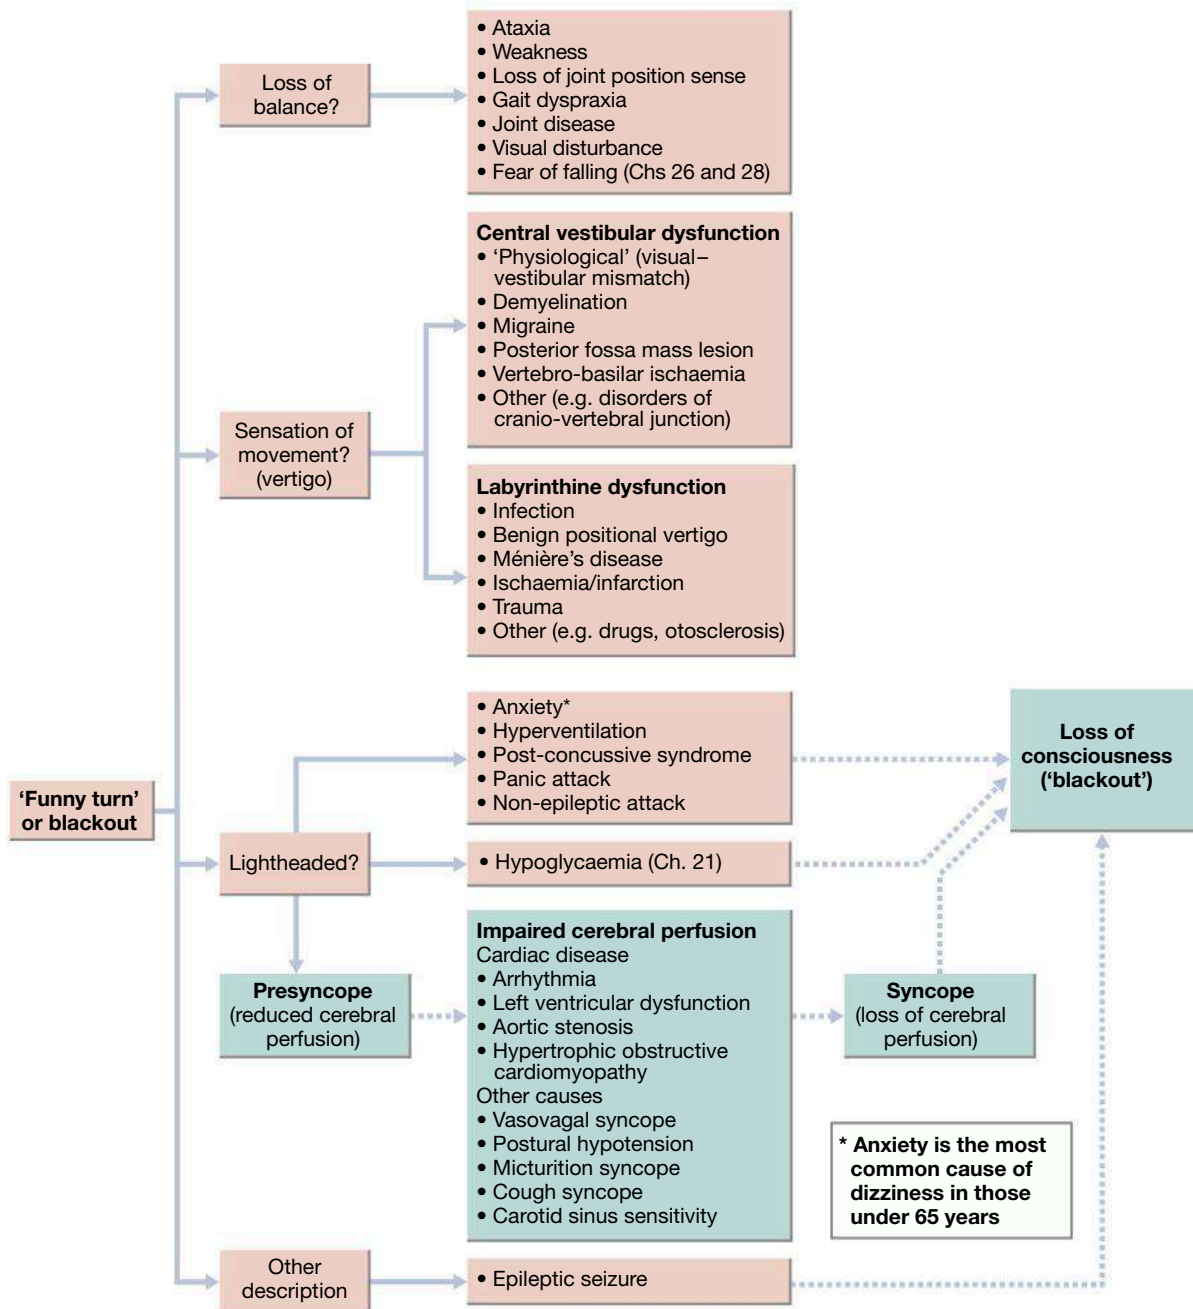 • Ataxia
• Weakness
• Loss of joint position sense
• Gait dyspraxia
• Joint disease
• Visual disturbance
• Fear of falling (Chs 26 and 28)
Loss of
balance?
Central vestibular dysfunction
• ‘Physiological’ (visual–
vestibular mismatch)
• Demyelination
• Migraine
• Posterior fossa mass lesion
• Vertebro-basilar ischaemia
• Other (e.g. disorders of
cranio-vertebral junction)
Sensation of
movement?
(vertigo)
Labyrinthine dysfunction
• Infection
• Benign positional vertigo
• Ménière’s disease
• Ischaemia/infarction
• Trauma
• Other (e.g. drugs, otosclerosis)
• Anxiety*
• Hyperventilation
• Post-concussive syndrome
• Panic attack
• Non-epileptic attack
Loss of
consciousness
(‘blackout’)
‘Funny turn’
or blackout
Lightheaded?
• Hypoglycaemia (Ch. 21)
Presyncope
(reduced cerebral
perfusion)
Impaired cerebral perfusion
Cardiac disease
• Arrhythmia
• Left ventricular dysfunction
• Aortic stenosis
• Hypertrophic obstructive
cardiomyopathy
Other causes
• Vasovagal syncope
• Postural hypotension
• Micturition syncope
• Cough syncope
• Carotid sinus sensitivity
Syncope
(loss of cerebral
perfusion)
* Anxiety is the most
common cause of
dizziness in those
under 65 years
Other
description
• Epileptic seizure